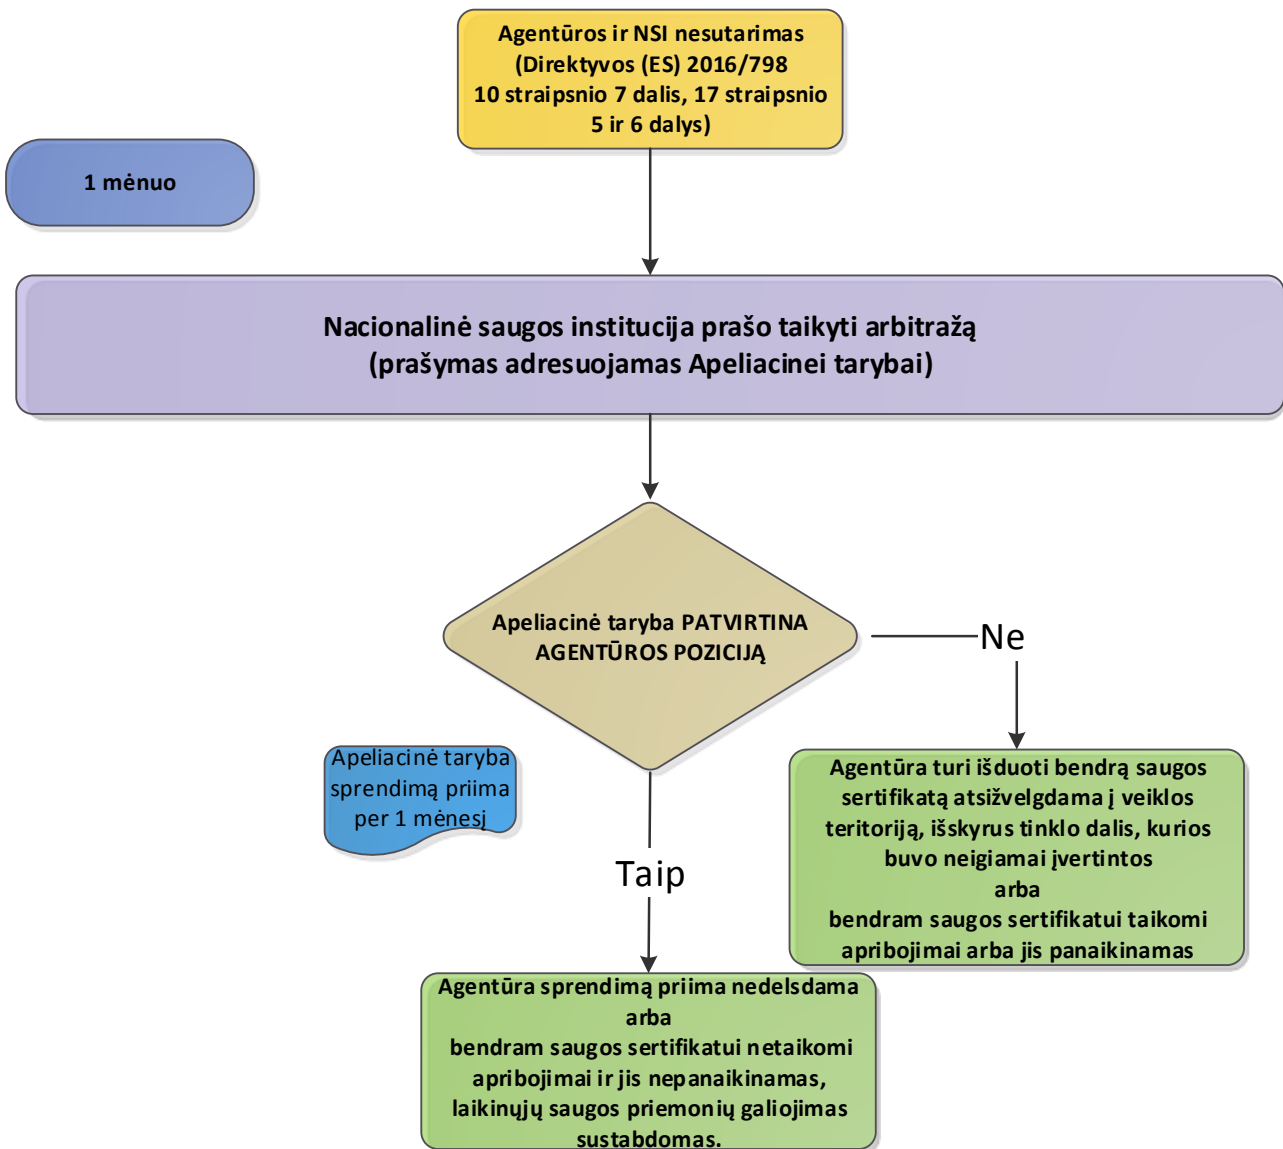 Agentūros ir NSI nesutarimas
(Direktyvos (ES) 2016/798
10 straipsnio 7 dalis, 17 straipsnio
5 ir 6 dalys)
1 mėnuo
Nacionalinė saugos institucija prašo taikyti arbitražą
(prašymas adresuojamas Apeliacinei tarybai)
Apeliacinė taryba PATVIRTINA
AGENTŪROS POZICIJĄ
Ne
Apeliacinė taryba
sprendimą priima
per 1 mėnesį
Agentūra turi išduoti bendrą saugos
sertifikatą atsižvelgdama į veiklos
teritoriją, išskyrus tinklo dalis, kurios
buvo neigiamai įvertintos
arba
bendram saugos sertifikatui taikomi
apribojimai arba jis panaikinamas
Taip
Agentūra sprendimą priima nedelsdama
arba
bendram saugos sertifikatui netaikomi
apribojimai ir jis nepanaikinamas,
laikinųjų saugos priemonių galiojimas
sustabdomas.